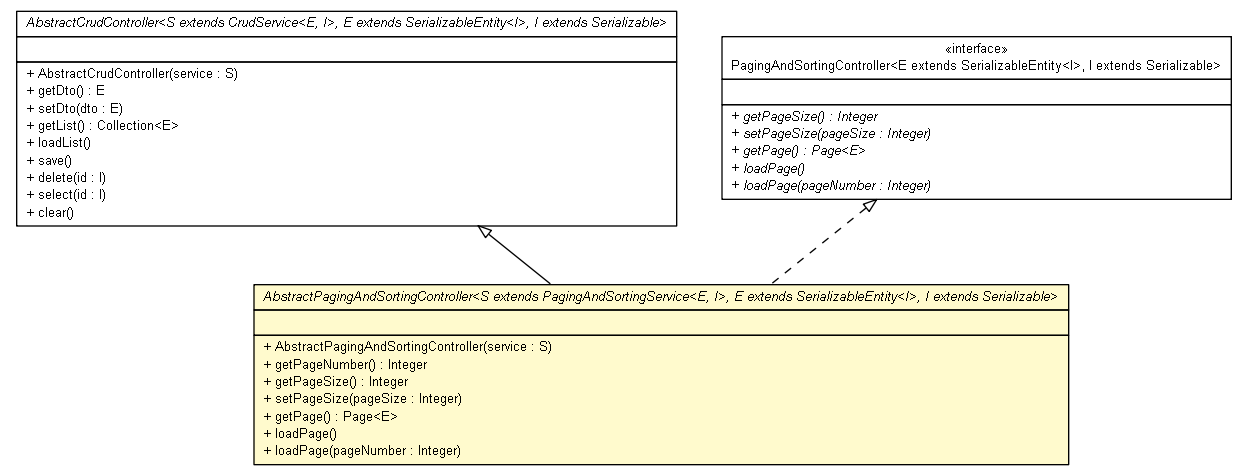 AbstractCrudController<S extends CrudService<E, I>, E extends SerializableEntity<I>, I extends Serializable>
+ AbstractCrudController(service : S)
+ getDto() : E
+ setDto(dto : E)
+ getList() : Collection<E>
+ loadList()
+ save()
+ delete(id : I)
+ select(id : I)
+ clear()
«interface»
PagingAndSortingController<E extends SerializableEntity<I>, I extends Serializable>
+ getPageSize() : Integer
+ setPageSize(pageSize : Integer)
+ getPage() : Page<E>
+ loadPage()
+ loadPage(pageNumber : Integer)
AbstractPagingAndSortingController<S extends PagingAndSortingService<E, I>, E extends SerializableEntity<I>, I extends Serializable>
+ AbstractPagingAndSortingController(service : S)
+ getPageNumber() : Integer
+ getPageSize() : Integer
+ setPageSize(pageSize : Integer)
+ getPage() : Page<E>
+ loadPage()
+ loadPage(pageNumber : Integer)